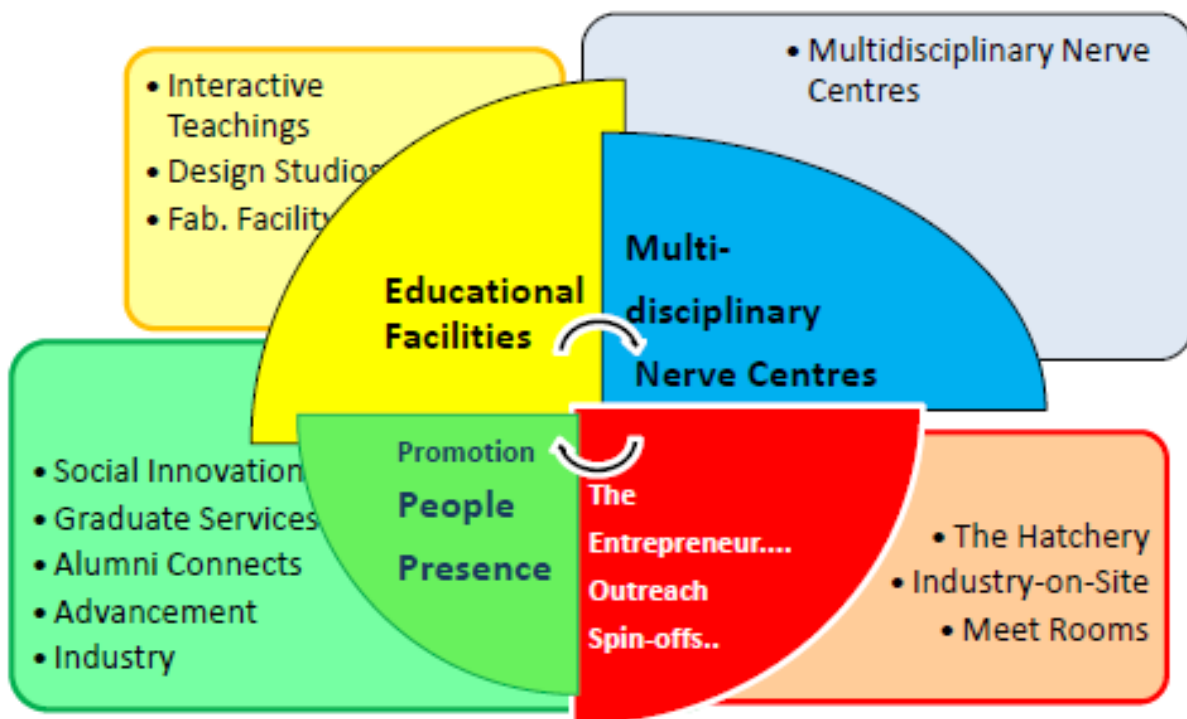 • Interactive
Teachings
• Design Studios
• Fab. Facility
• Multidisciplinary Nerve
Centres
Educational
Facilities
Multi-
disciplinary
Nerve Centres
• Social Innovation
• Graduate Services
• Alumni Connects
• Advancement
• Industry
Promotion
People
Presence
The
Entrepreneur....
Outreach
Spin-offs..
• The Hatchery
• Industry-on-Site
• Meet Rooms